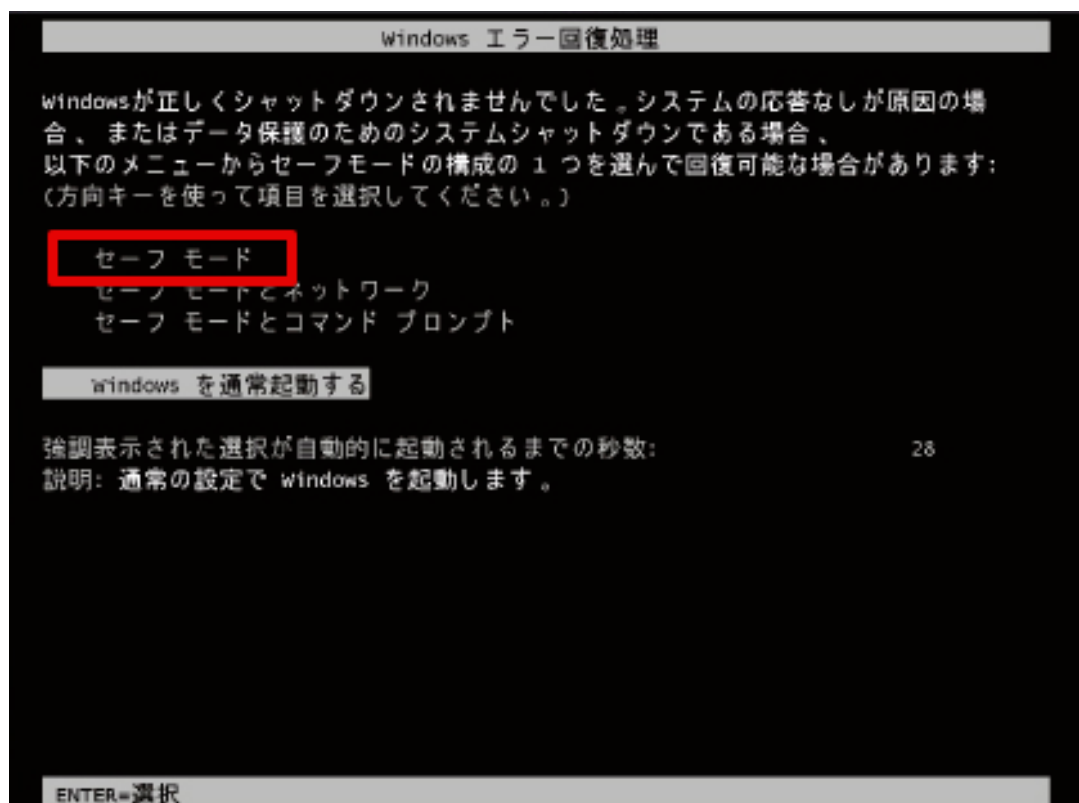 Windows エラー回復処理
Windowsが正しくシャットダウンされませんでした。システムの応答なしが原因の場
合、またはデータ保護のためのシステムシャットダウンである場合、
以下のメニューからセーフモードの構成の 1 つを選んで回復可能な場合があります:
(方向キーを使って項目を選択してください。)
セーフ モード
セーフ モードとネットワーク
セーフ モードとコマンド プロンプト
Windows を通常起動する
強調表示された選択が自動的に起動されるまでの秒数: 28
説明: 通常の設定で Windows を起動します。
ENTER=選択